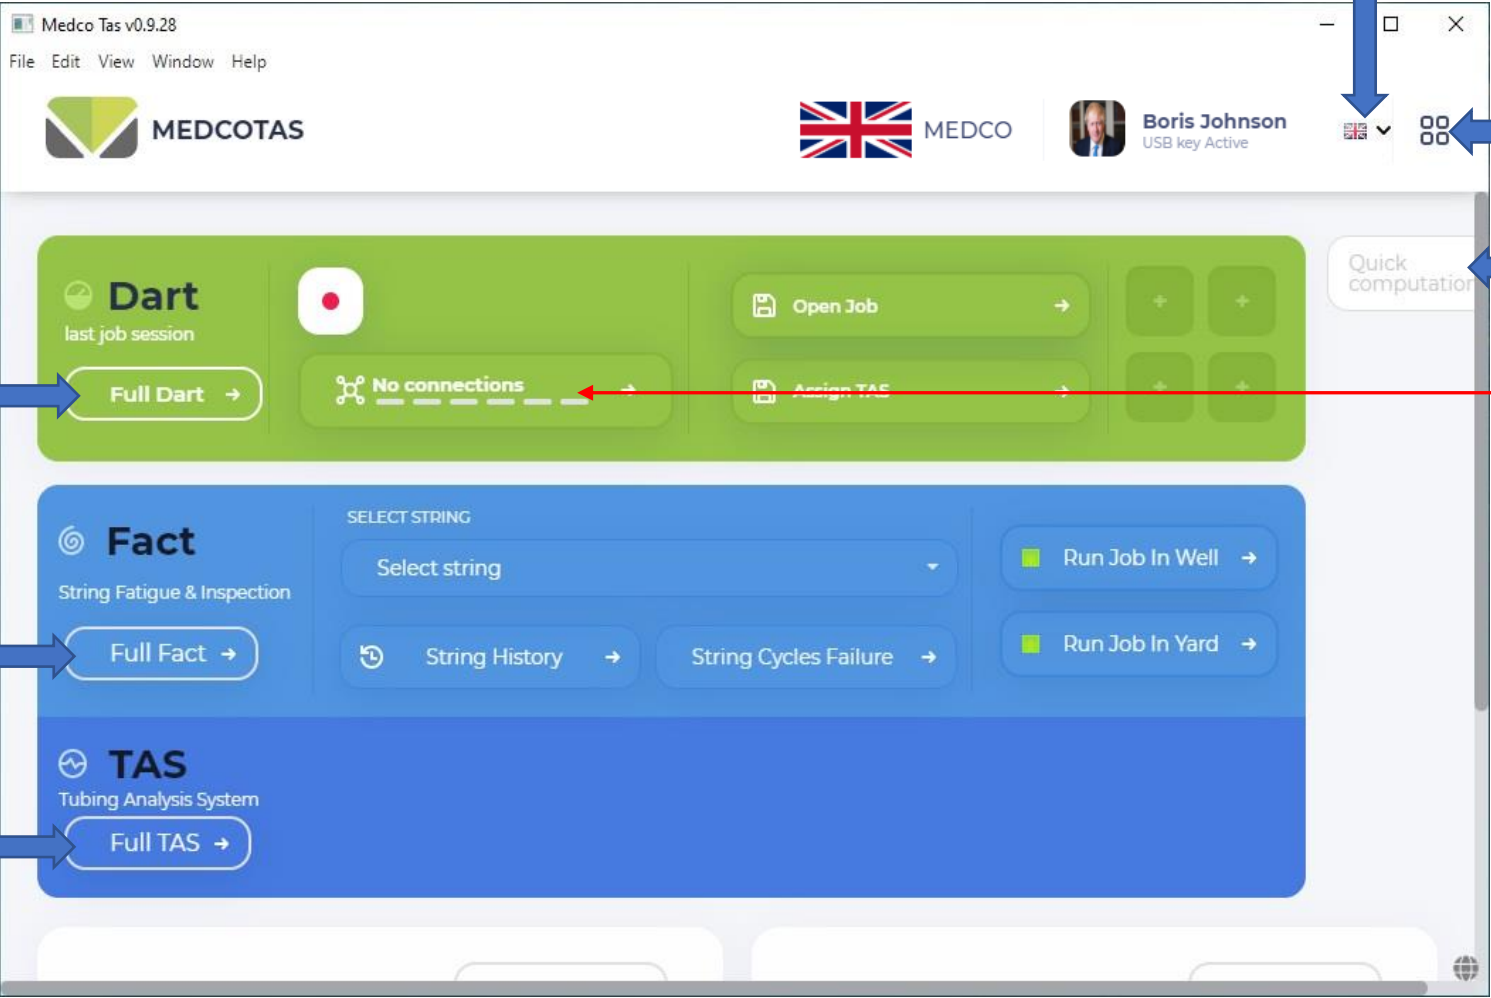 Medco Tas v0.9.28
File Edit View Window Help
MEDCOTAS
MEDCO
Boris Johnson
USB key Active
Dart
last job session
Full Dart
No connections
Open Job
Assign TAS
Quick
computation
Fact
String Fatigue & Inspection
Full Fact
SELECT STRING
Select string
String History
String Cycles Failure
Run Job In Well
Run Job In Yard
TAS
Tubing Analysis System
Full TAS